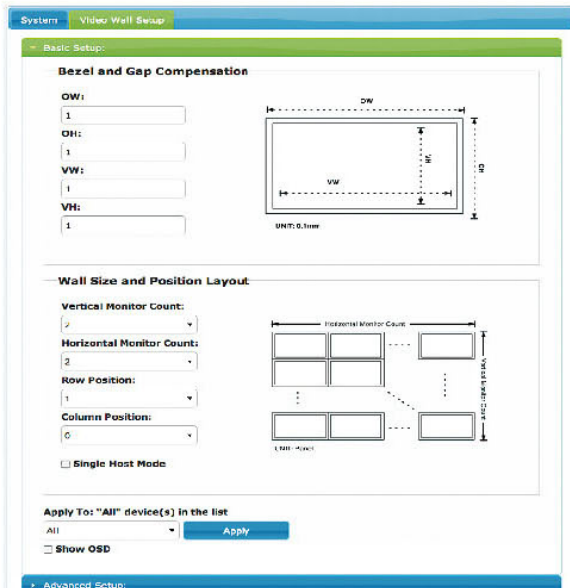 System Video Wall Setup
Basic Setup:
Bezel and Gap Compensation
OW:
1
OH:
1
VW:
1
VH:
1
OW
VW
VH
OH
UNIT: 0.1mm
Wall Size and Position Layout
Vertical Monitor Count:
2
Horizontal Monitor Count:
2
Row Position:
1
Column Position:
0
Single Host Mode
Horizontal Monitor Count
Vertical Monitor Count
UNIT: Panel
Apply To: "All" device(s) in the list
All Apply
Show OSD
Advanced Setup: